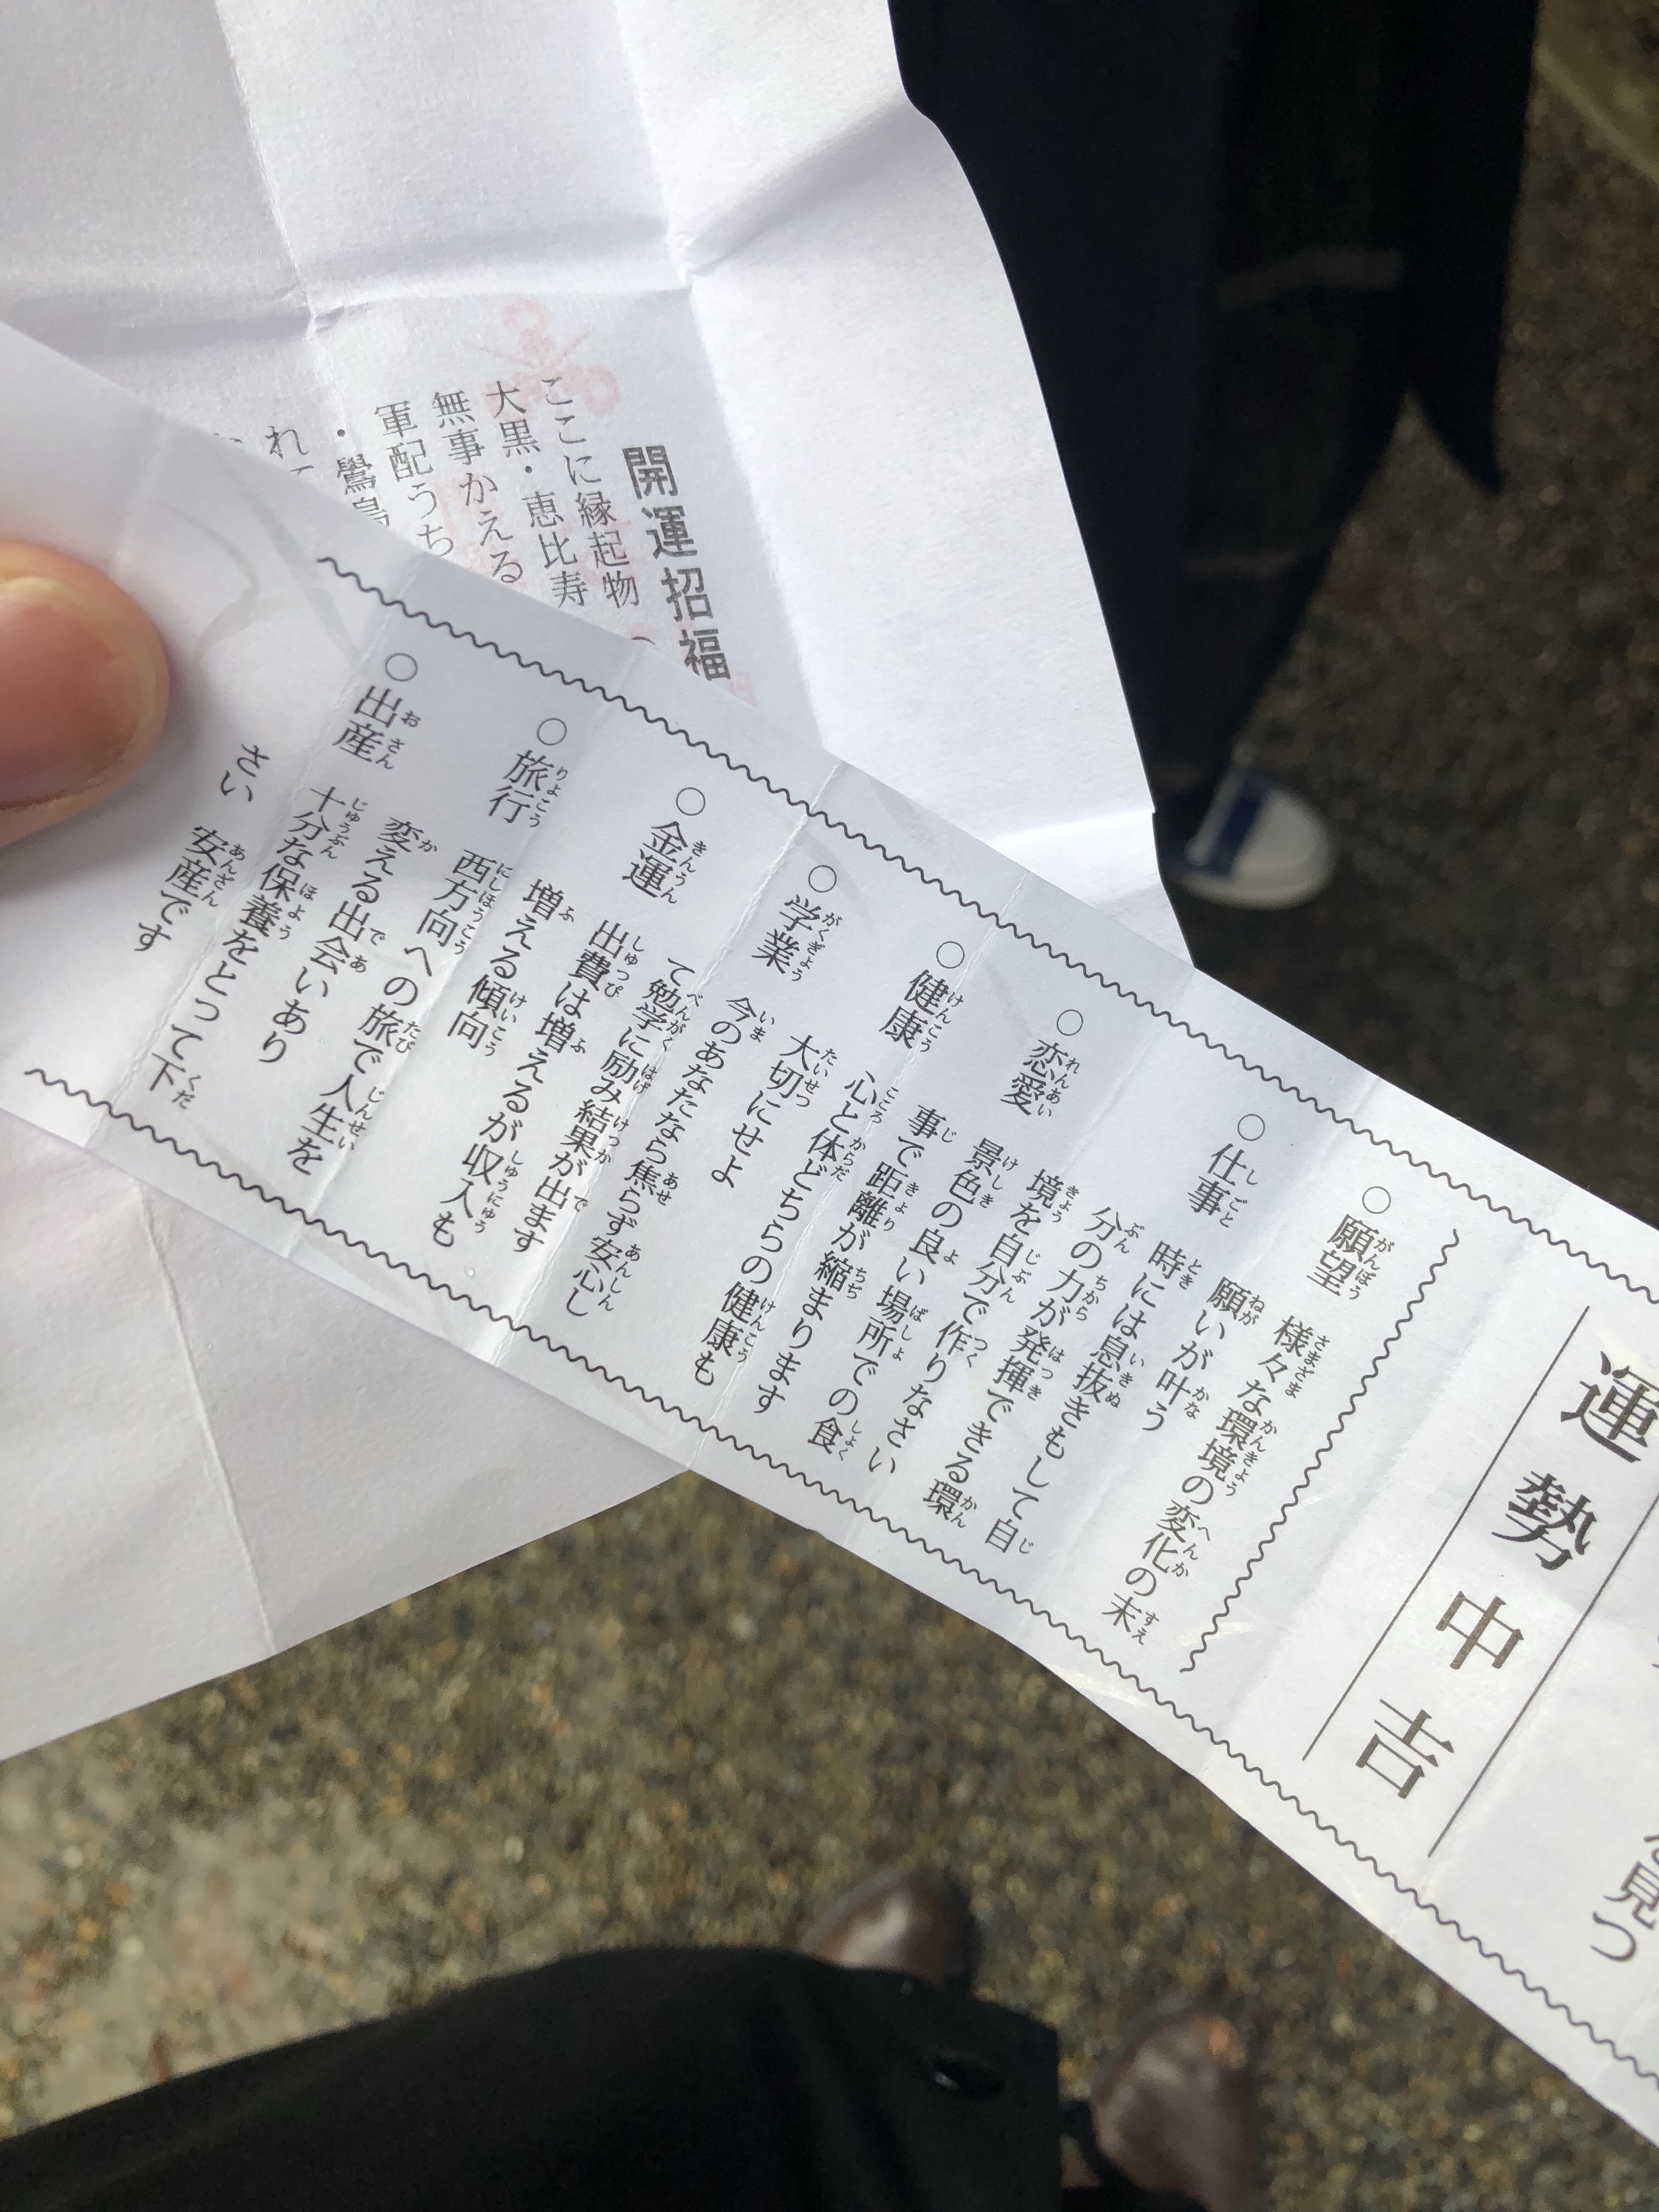 見つ
運勢中吉
○願望 様々な環境の変化の末
願いが叶う
○仕事 時には息抜きもして自
分の力が発揮できる環
境を自分で作りなさい
○恋愛 景色の良い場所での食
事で距離が縮まります
○健康 心と体どちらの健康も
大切にせよ
○学業 今のあなたなら焦らず安心し
て勉学に励み結果が出ます
○金運 出費は増えるが収入も
増える傾向
○旅行 西方向への旅で人生を
変える出会いあり
○出産 十分な保養をとって下
さい 安産です
開運招福
ここに縁起物
大黒・恵比寿
無事かえる
軍配うち
・鷽鳥
れ